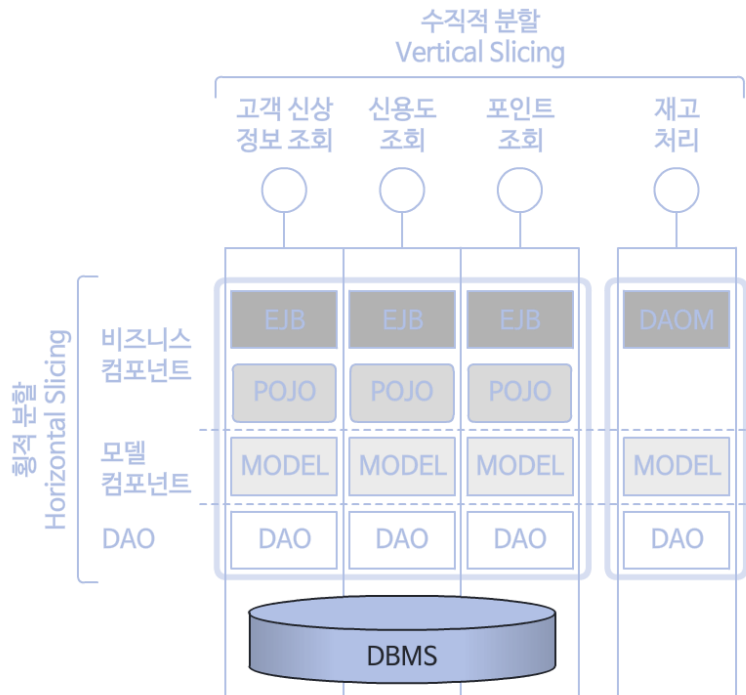 수직적 분할
Vertical Slicing
고객 신상
정보 조회
신용도
조회
포인트
조회
재고
처리
횡적 분할
Horizontal Slicing
비즈니스
컴포넌트
EJB EJB EJB DAOM
POJO POJO POJO
모델
컴포넌트
MODEL MODEL MODEL MODEL
DAO DAO DAO DAO DAO
DBMS